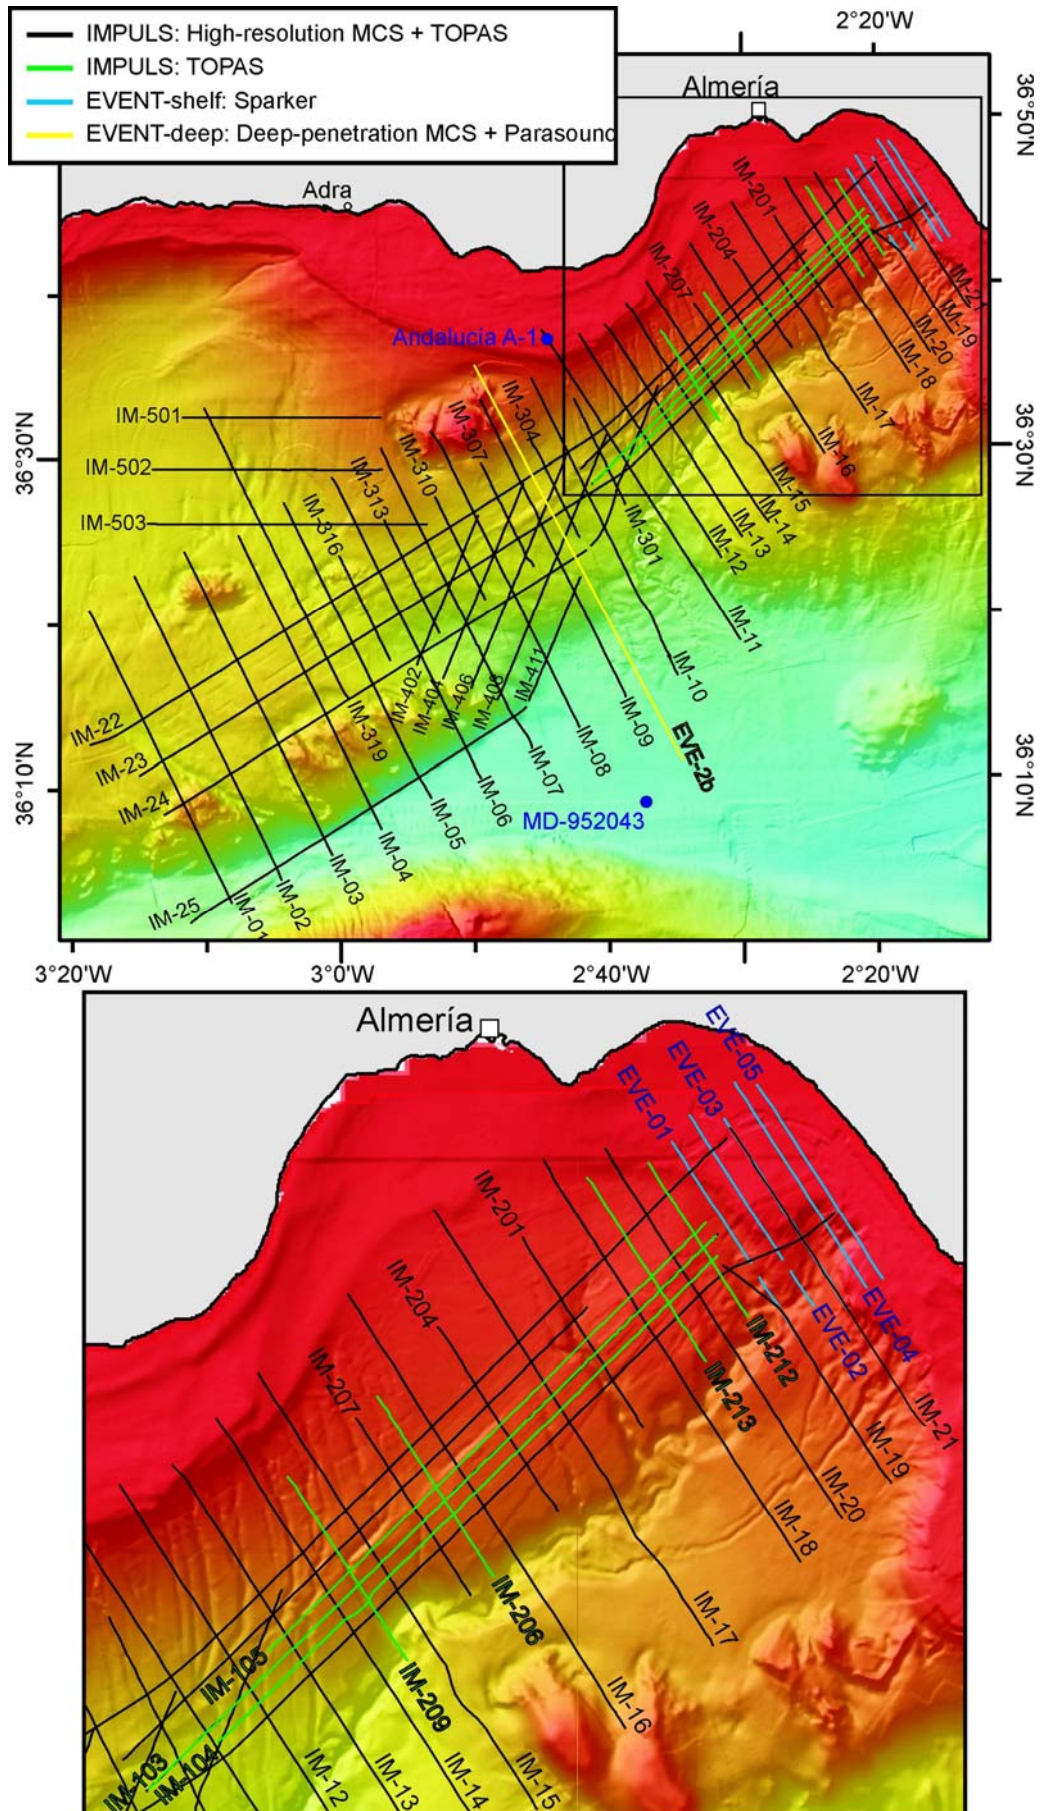 IMPULS: High-resolution MCS + TOPAS
IMPULS: TOPAS
EVENT-shelf: Sparker
EVENT-deep: Deep-penetration MCS + Parasound
2°20'W
Almería
36°50'N
Adra
IM-201
IM-204
IM-207
IM-21
IM-19
IM-20
IM-18
IM-17
IM-16
IM-15
IM-14
IM-13
IM-12
IM-11
Andalucía A-1
IM-501
IM-502
IM-503
IM-304
IM-307
IM-310
IM-313
IM-316
IM-301
36°30'N
36°30'N
IM-10
IM-09
IM-08
IM-07
IM-06
IM-05
IM-04
IM-03
IM-02
IM-01
IM-402
IM-404
IM-406
IM-408
IM-411
IM-319
IM-22
IM-23
IM-24
IM-25
EVE-2b
MD-952043
36°10'N
36°10'N
3°20'W
3°0'W
2°40'W
2°20'W
Almería
EVE-05
EVE-03
EVE-01
IM-201
IM-204
IM-207
EVE-04
EVE-02
IM-212
IM-213
IM-21
IM-19
IM-20
IM-18
IM-17
IM-206
IM-209
IM-16
IM-105
IM-103
IM-104
IM-12
IM-13
IM-14
IM-15